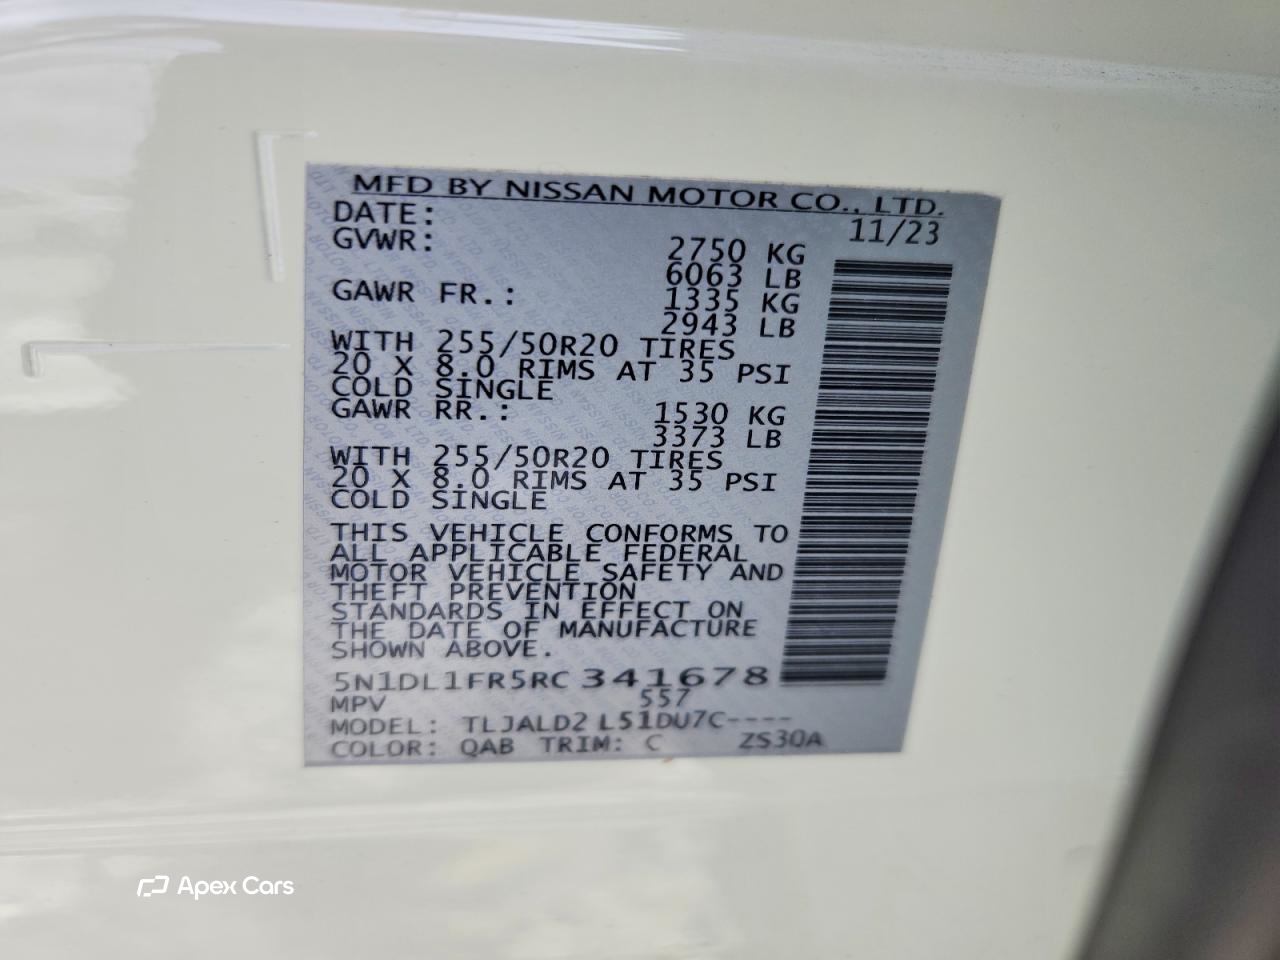 MFD BY NISSAN MOTOR CO., LTD.
DATE: 11/23
GVWR: 2750 KG
6063 LB
GAWR FR.: 1335 KG
2943 LB
WITH 255/50R20 TIRES
20 X 8.0 RIMS AT 35 PSI
COLD SINGLE
GAWR RR.: 1530 KG
3373 LB
WITH 255/50R20 TIRES
20 X 8.0 RIMS AT 35 PSI
COLD SINGLE
THIS VEHICLE CONFORMS TO
ALL APPLICABLE FEDERAL
MOTOR VEHICLE SAFETY AND
THEFT PREVENTION
STANDARDS IN EFFECT ON
THE DATE OF MANUFACTURE
SHOWN ABOVE.
5N1DL1FR5RC341678
MPV 557
MODEL: TLJALD2 L51DU7C----
COLOR: QAB TRIM: C ZS30A
Apex Cars